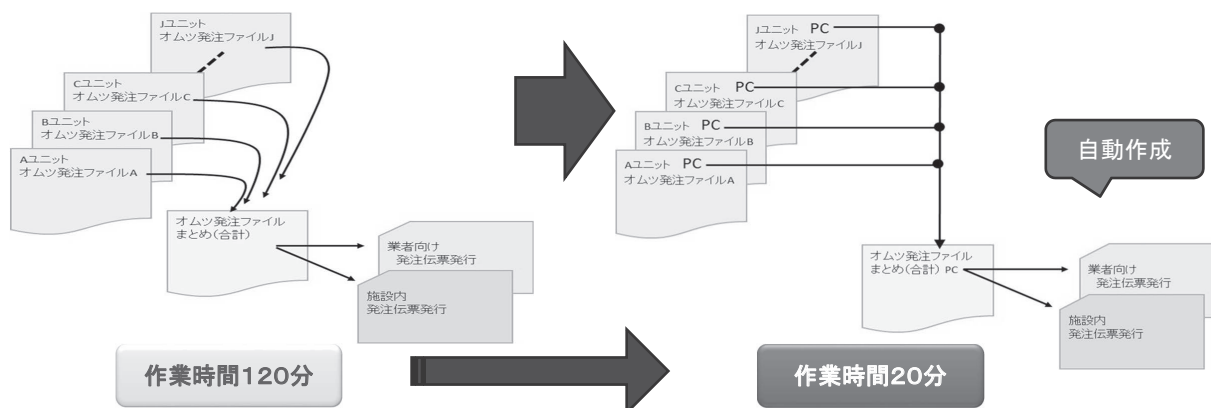 Jユニット
オムツ発注ファイルJ
Cユニット
オムツ発注ファイルC
Bユニット
オムツ発注ファイルB
Aユニット
オムツ発注ファイルA
オムツ発注ファイル
まとめ(合計)
業者向け
発注伝票発行
施設内
発注伝票発行
作業時間120分
Jユニット PC
オムツ発注ファイルJ
Cユニット PC
オムツ発注ファイルC
Bユニット PC
オムツ発注ファイルB
Aユニット PC
オムツ発注ファイルA
自動作成
オムツ発注ファイル
まとめ(合計) PC
業者向け
発注伝票発行
施設内
発注伝票発行
作業時間20分